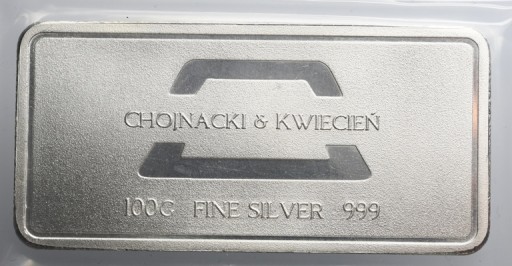 CHOJNACKI & KWIECIEŃ
100G FINE SILVER 999